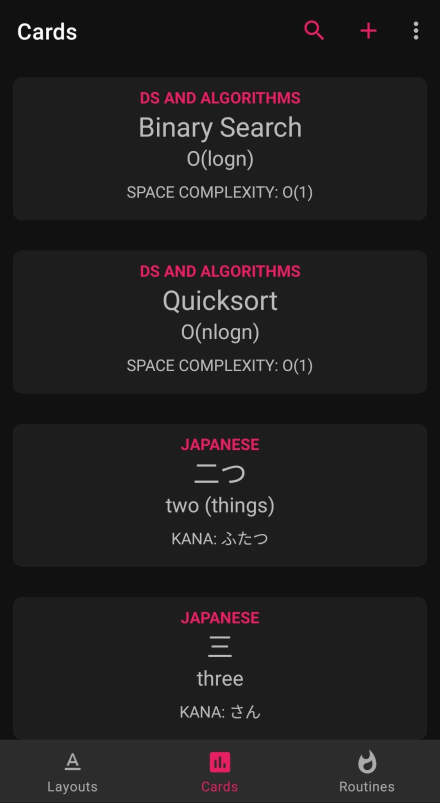 Cards
DS AND ALGORITHMS
Binary Search
O(logn)
SPACE COMPLEXITY: O(1)
DS AND ALGORITHMS
Quicksort
O(nlogn)
SPACE COMPLEXITY: O(1)
JAPANESE
二つ
two (things)
KANA: ふたつ
JAPANESE
三
three
KANA: さん
Layouts
Cards
Routines